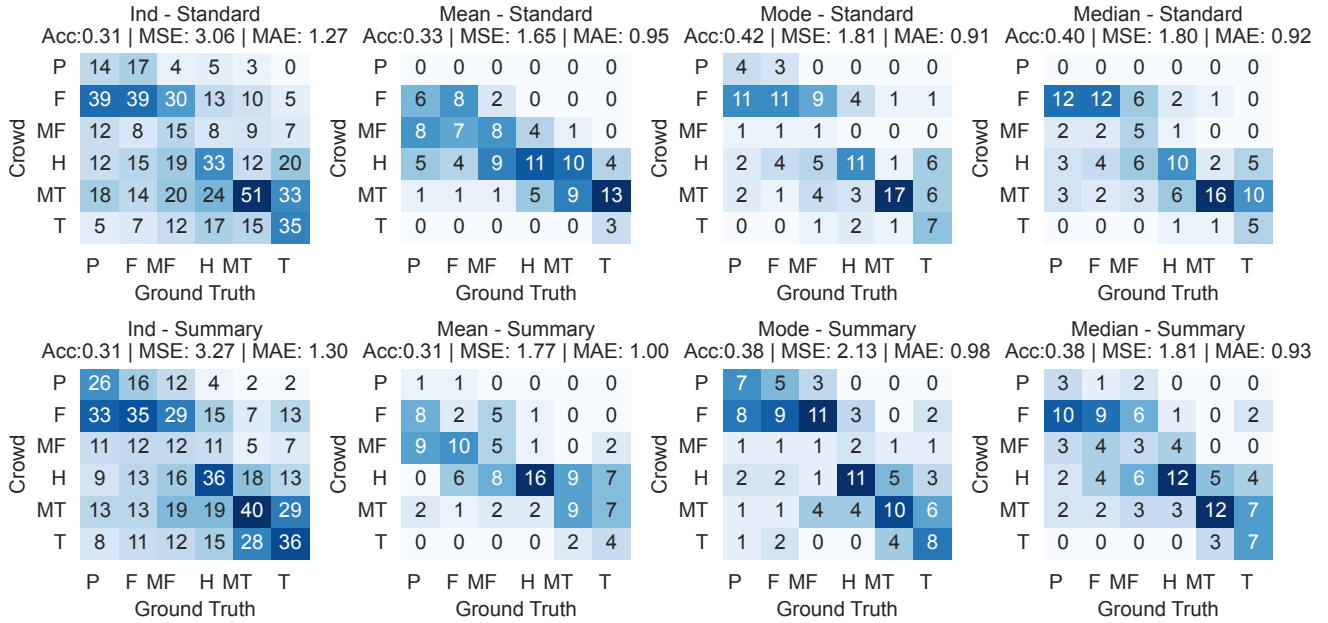 Ind - Standard
Acc:0.31 | MSE: 3.06 | MAE: 1.27
P 14 17 4 5 3 0
F 39 39 30 13 10 5
MF 12 8 15 8 9 7
H 12 15 19 33 12 20
MT 18 14 20 24 51 33
T 5 7 12 17 15 35
P F MF H MT T
Crowd
Ground Truth
Mean - Standard
Acc:0.33 | MSE: 1.65 | MAE: 0.95
P 0 0 0 0 0 0
F 6 8 2 0 0 0
MF 8 7 8 4 1 0
H 5 4 9 11 10 4
MT 1 1 1 5 9 13
T 0 0 0 0 0 3
P F MF H MT T
Crowd
Ground Truth
Mode - Standard
Acc:0.42 | MSE: 1.81 | MAE: 0.91
P 4 3 0 0 0 0
F 11 11 9 4 1 1
MF 1 1 1 0 0 0
H 2 4 5 11 1 6
MT 2 1 4 3 17 6
T 0 0 1 2 1 7
P F MF H MT T
Crowd
Ground Truth
Median - Standard
Acc:0.40 | MSE: 1.80 | MAE: 0.92
P 0 0 0 0 0 0
F 12 12 6 2 1 0
MF 2 2 5 1 0 0
H 3 4 6 10 2 5
MT 3 2 3 6 16 10
T 0 0 0 1 1 5
P F MF H MT T
Crowd
Ground Truth
Ind - Summary
Acc:0.31 | MSE: 3.27 | MAE: 1.30
P 26 16 12 4 2 2
F 33 35 29 15 7 13
MF 11 12 12 11 5 7
H 9 13 16 36 18 13
MT 13 13 19 19 40 29
T 8 11 12 15 28 36
P F MF H MT T
Crowd
Ground Truth
Mean - Summary
Acc:0.31 | MSE: 1.77 | MAE: 1.00
P 1 1 0 0 0 0
F 8 2 5 1 0 0
MF 9 10 5 1 0 2
H 0 6 8 16 9 7
MT 2 1 2 2 9 7
T 0 0 0 0 2 4
P F MF H MT T
Crowd
Ground Truth
Mode - Summary
Acc:0.38 | MSE: 2.13 | MAE: 0.98
P 7 5 3 0 0 0
F 8 9 11 3 0 2
MF 1 1 1 2 1 1
H 2 2 1 11 5 3
MT 1 1 4 4 10 6
T 1 2 0 0 4 8
P F MF H MT T
Crowd
Ground Truth
Median - Summary
Acc:0.38 | MSE: 1.81 | MAE: 0.93
P 3 1 2 0 0 0
F 10 9 6 1 0 2
MF 3 4 3 4 0 0
H 2 4 6 12 5 4
MT 2 2 3 3 12 7
T 0 0 0 0 3 7
P F MF H MT T
Crowd
Ground Truth